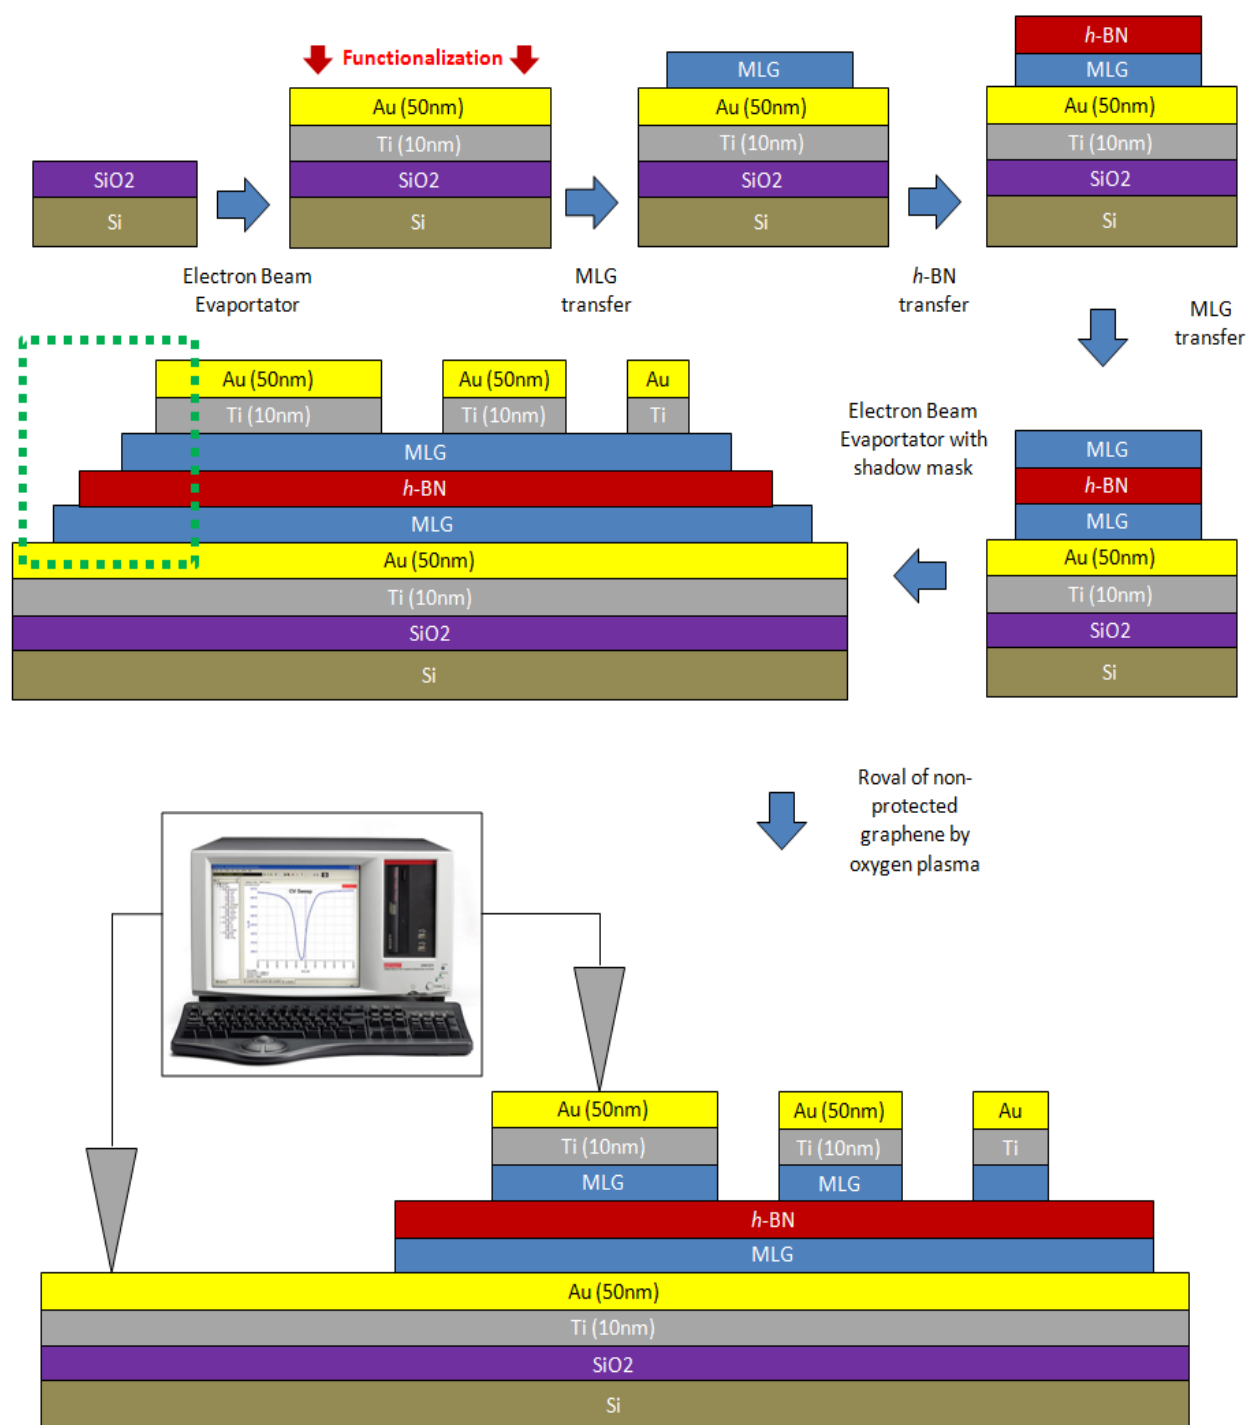 Functionalization
h-BN
MLG
MLG
Au (50nm)
Au (50nm)
Au (50nm)
Ti (10nm)
Ti (10nm)
Ti (10nm)
SiO2
SiO2
SiO2
SiO2
Si
Si
Si
Si
Electron Beam
Evaportator
MLG
transfer
h-BN
transfer
MLG
transfer
Au (50nm)
Au (50nm)
Au
Ti (10nm)
Ti (10nm)
Ti
MLG
h-BN
MLG
Au (50nm)
Ti (10nm)
SiO2
Si
Electron Beam
Evaportator with
shadow mask
MLG
h-BN
MLG
Au (50nm)
Ti (10nm)
SiO2
Si
Roval of non-
protected
graphene by
oxygen plasma
CV Sweep
Au (50nm)
Au (50nm)
Au
Ti (10nm)
Ti (10nm)
Ti
MLG
MLG
h-BN
MLG
Au (50nm)
Ti (10nm)
SiO2
Si